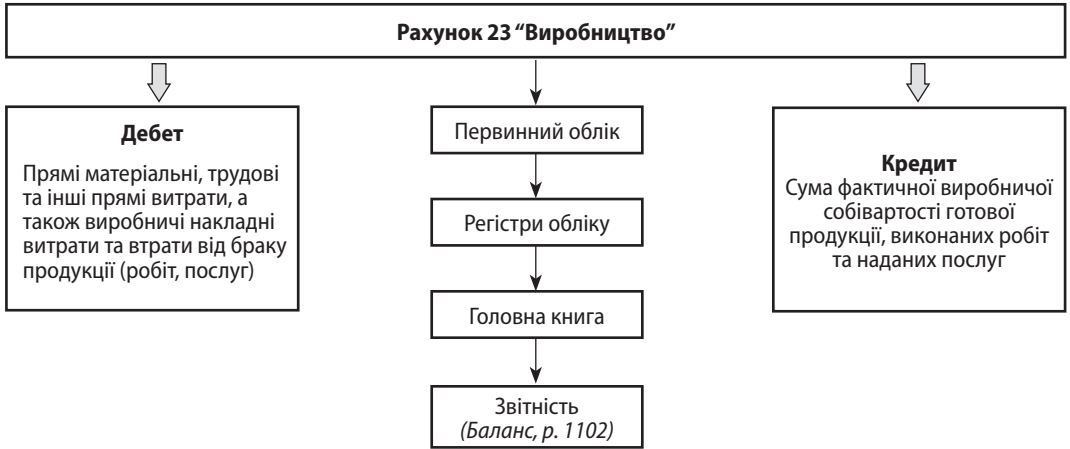 Рахунок 23 “Виробництво”
Дебет
Прямі матеріальні, трудові
та інші прямі витрати, а
також виробничі накладні
витрати та втрати від браку
продукції (робіт, послуг)
Первинний облік
Регістри обліку
Головна книга
Звітність
(Баланс, р. 1102)
Кредит
Сума фактичної виробничої
собівартості готової
продукції, виконаних робіт
та наданих послуг